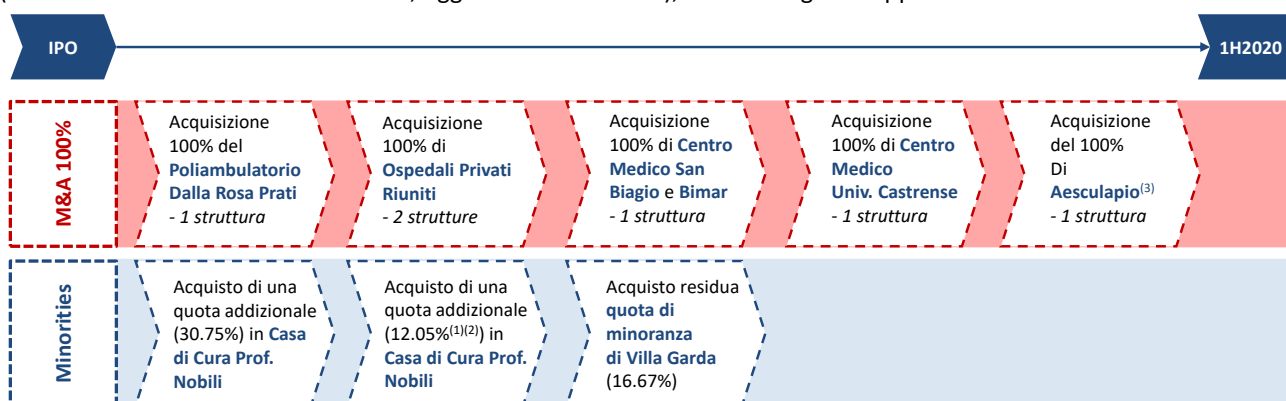 IPO
1H2020
M&A 100%
Acquisizione
100% del
Poliambulatorio
Dalla Rosa Prati
- 1 struttura
Acquisizione
100% di
Ospedali Privati
Riuniti
- 2 strutture
Acquisizione
100% di Centro
Medico San
Biagio e Bimar
- 1 struttura
Acquisizione
100% di Centro
Medico
Univ. Castrense
- 1 struttura
Acquisizione
del 100%
Di
Aesculapio(3)
- 1 struttura
Minorities
Acquisto di una
quota addizionale
(30.75%) in Casa
di Cura Prof.
Nobili
Acquisto di una
quota addizionale
(12.05%(1)(2)) in
Casa di Cura Prof.
Nobili
Acquisto residua
quota di
minoranza
di Villa Garda
(16.67%)